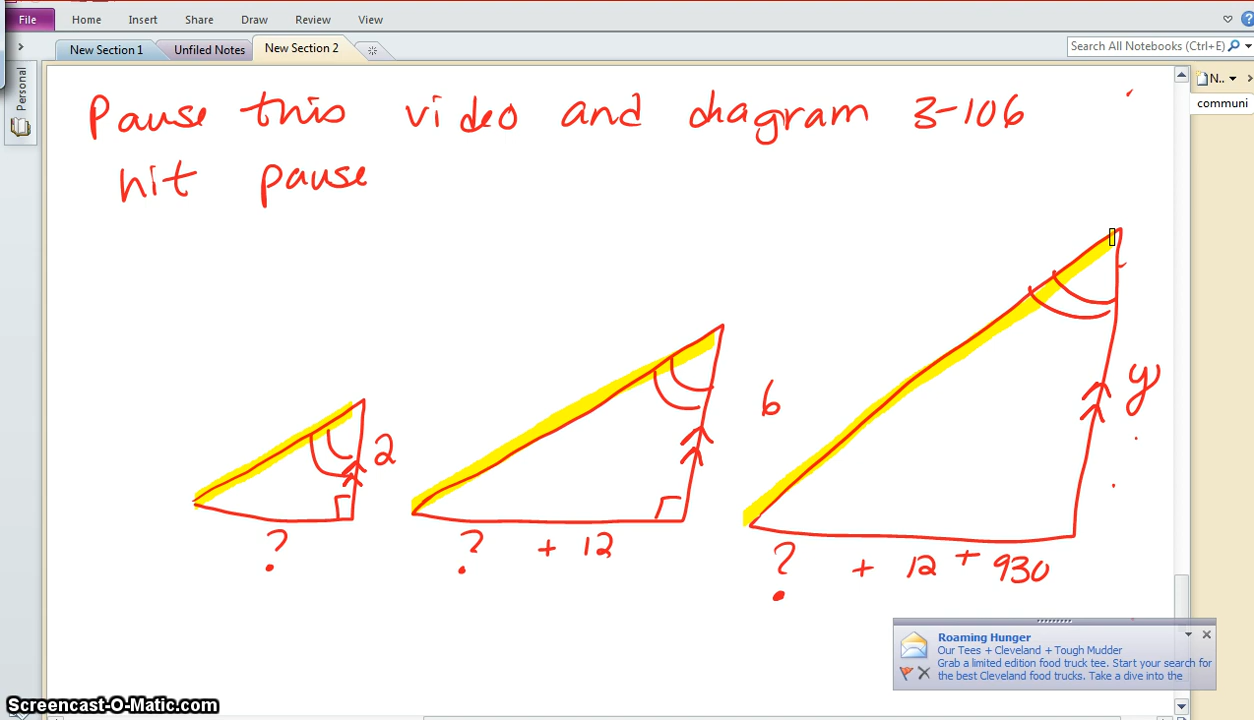 File Home Insert Share Draw Review View
New Section 1 Unfiled Notes New Section 2
Search All Notebooks (Ctrl+E)
N..
Personal
communi
Pause this video and diagram 3-106
hit pause
2
6
y
?
? + 12
? + 12 + 930
Roaming Hunger
Our Tees + Cleveland + Tough Mudder
Grab a limited edition food truck tee. Start your search for
the best Cleveland food trucks. Take a dive into the
Screencast-O-Matic.com